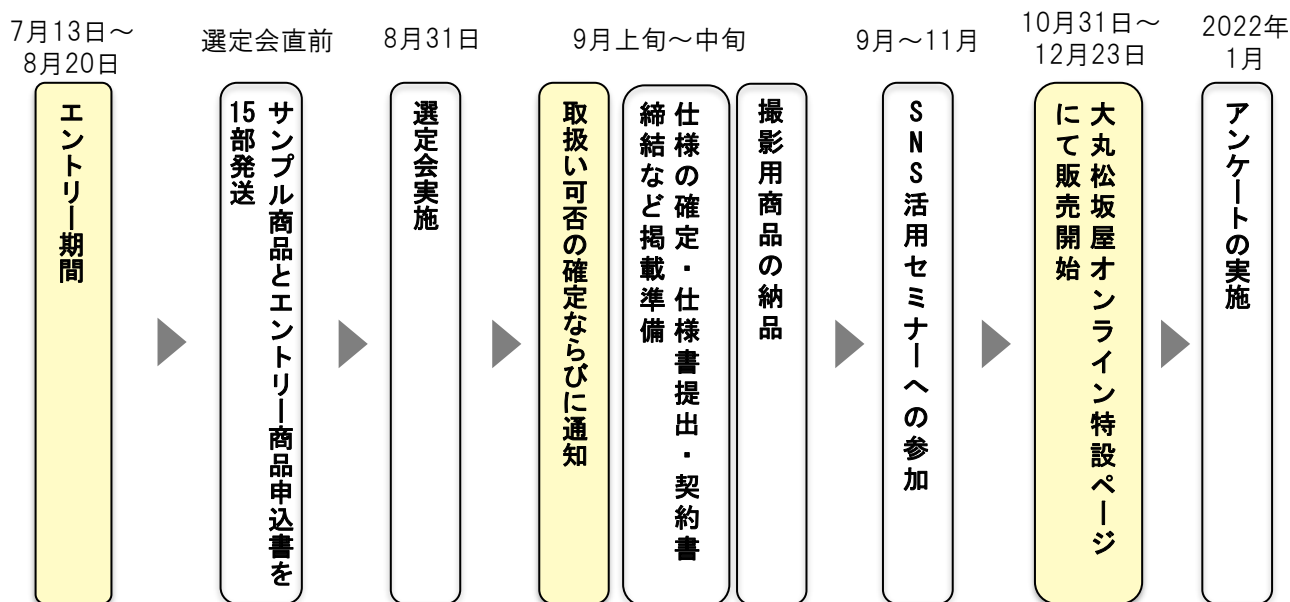 7月13日～
8月20日
エントリー期間
選定会直前
サンプル商品とエントリー商品申込書を
15部発送
8月31日
選定会実施
9月上旬～中旬
取扱い可否の確定ならびに通知
仕様の確定・仕様書提出・契約書
締結など掲載準備
撮影用商品の納品
9月～11月
SNS活用セミナーへの参加
10月31日～
12月23日
大丸松坂屋オンライン特設ページ
にて販売開始
2022年
1月
アンケートの実施